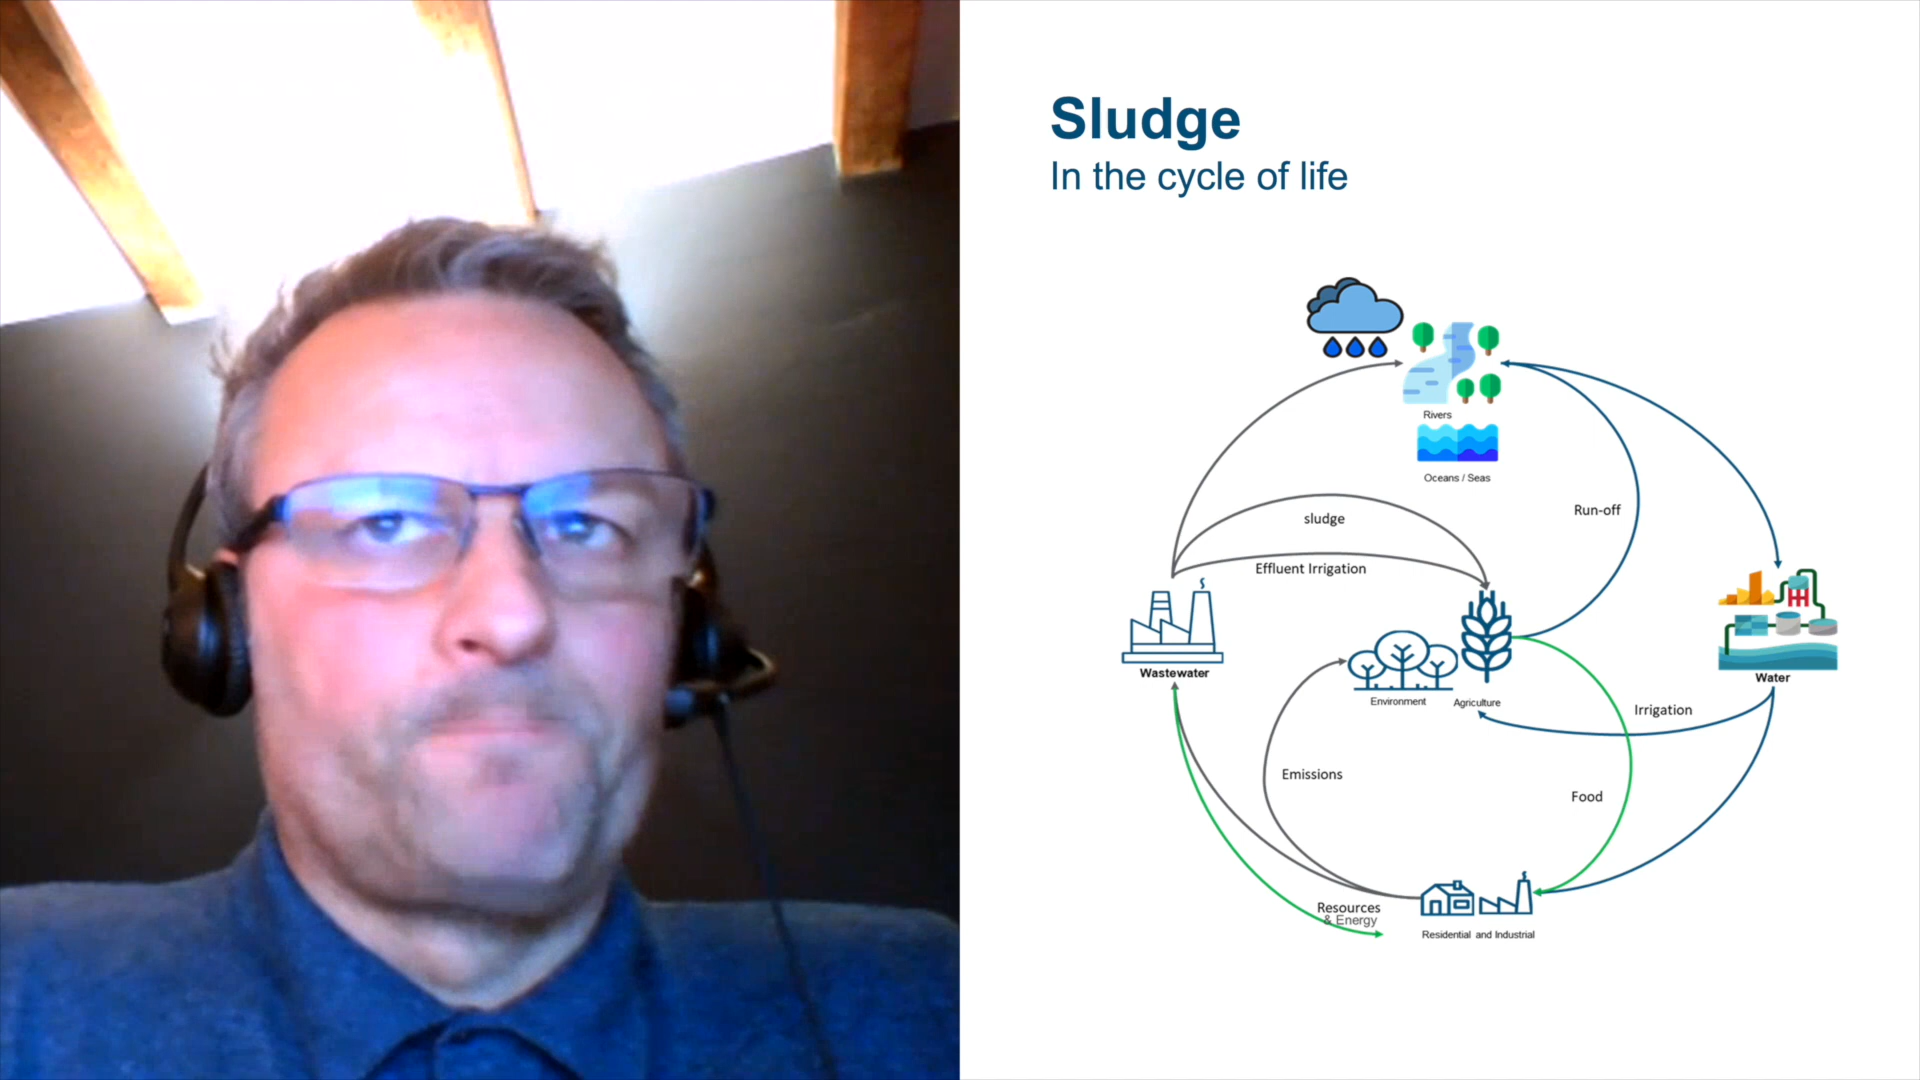 Sludge
In the cycle of life
Rivers
Oceans / Seas
Run-off
sludge
Effluent Irrigation
Wastewater
Water
Environment
Agriculture
Irrigation
Emissions
Food
Resources
& Energy
Residential and Industrial